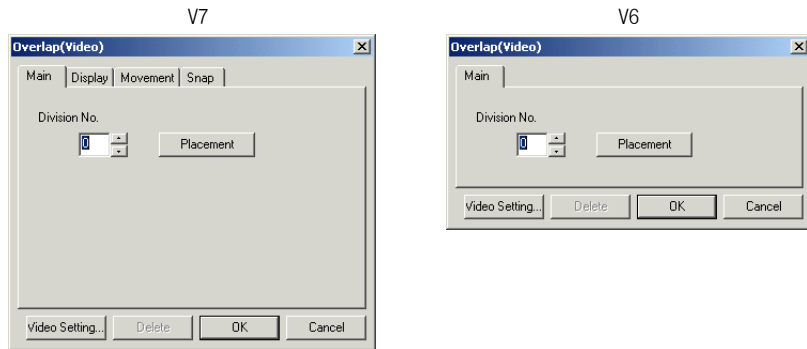 V7
Overlap(Video)
Main Display Movement Snap
Division No.
0 Placement
Video Setting... Delete OK Cancel
V6
Overlap(Video)
Main
Division No.
0 Placement
Video Setting... Delete OK Cancel